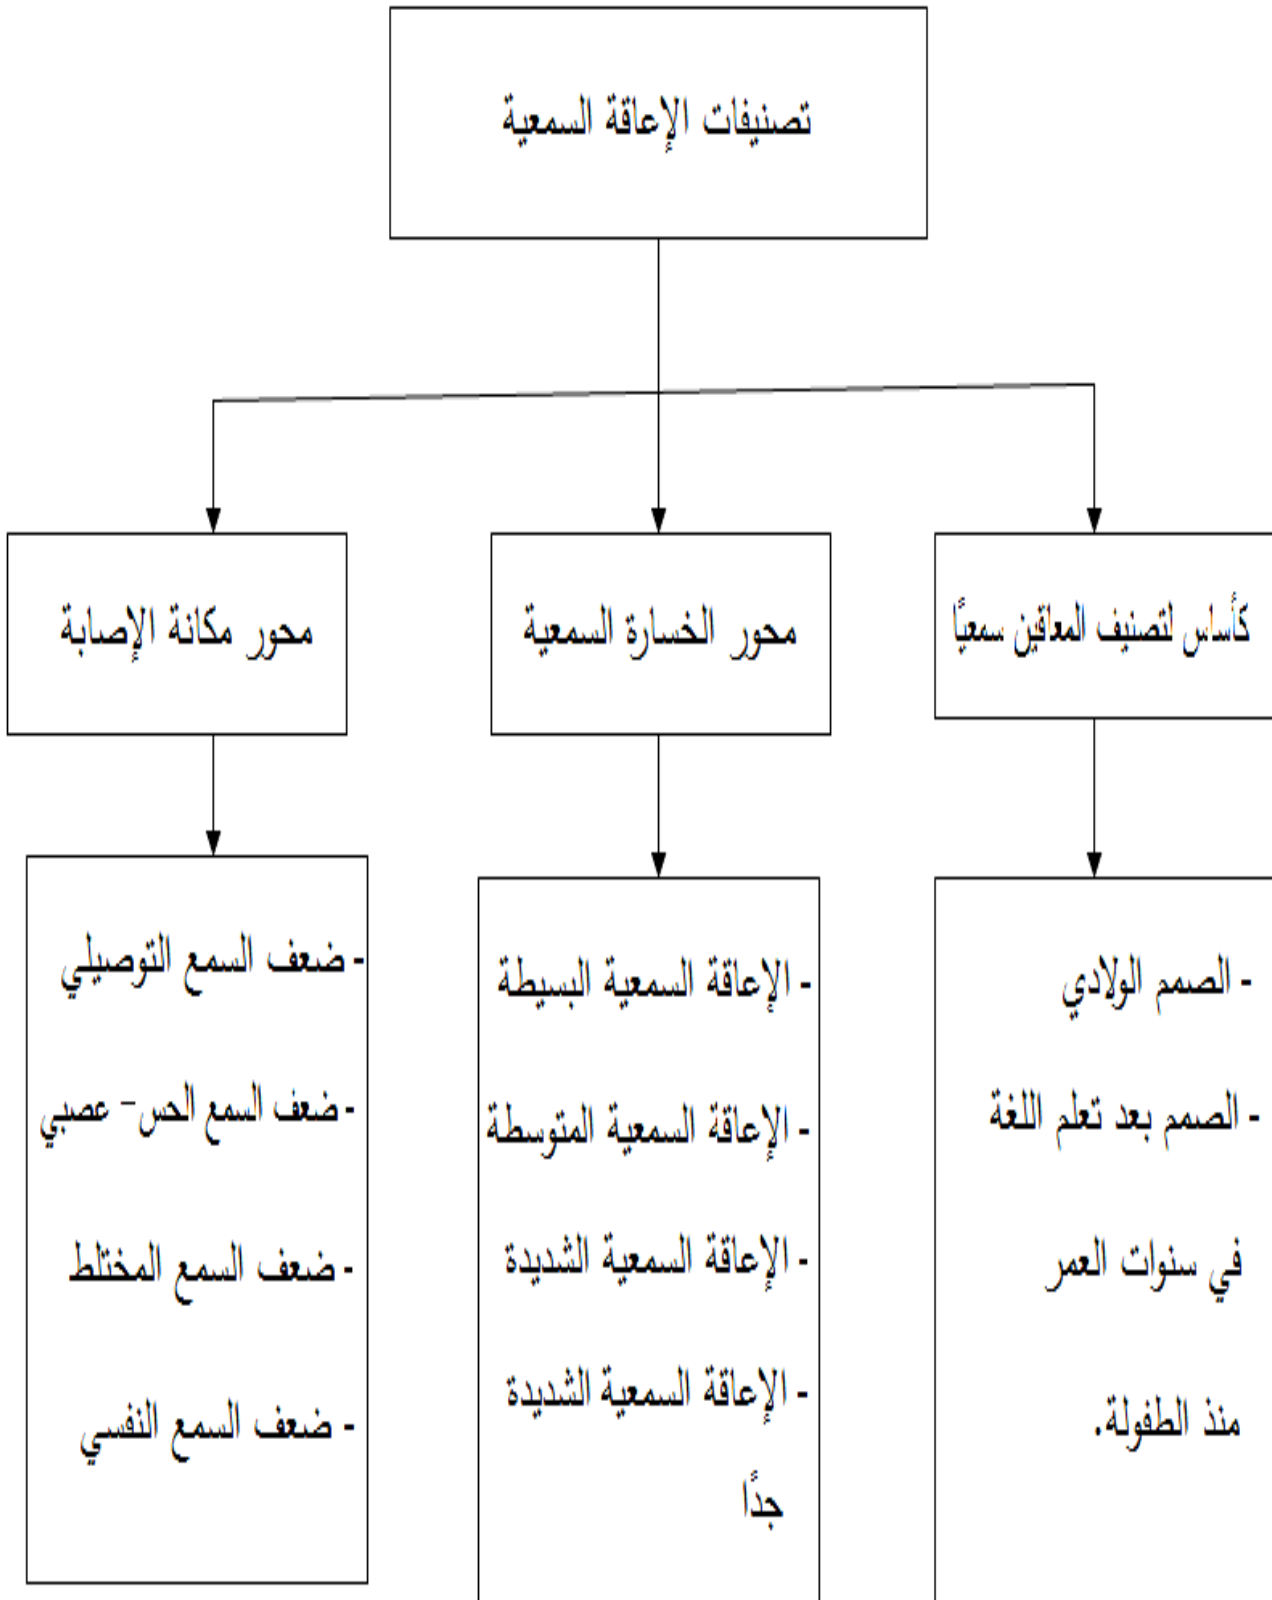 تصنيفات الإعاقة السمعية
كأساس لتصنيف المعاقين سمعيًا
محور الخسارة السمعية
محور مكانة الإصابة
- الصمم الولادي
- الصمم بعد تعلم اللغة
في سنوات العمر
منذ الطفولة.
- الإعاقة السمعية البسيطة
- الإعاقة السمعية المتوسطة
- الإعاقة السمعية الشديدة
- الإعاقة السمعية الشديدة
جدًا
- ضعف السمع التوصيلي
- ضعف السمع الحس- عصبي
- ضعف السمع المختلط
- ضعف السمع النفسي